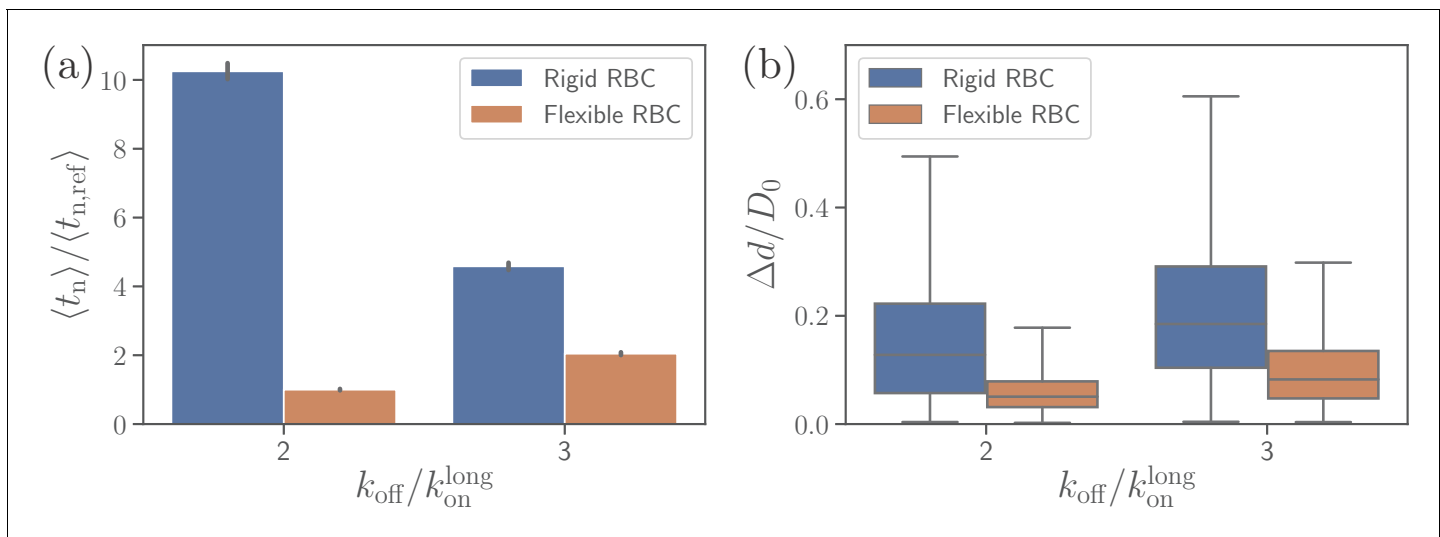 (a)
Rigid RBC
Flexible RBC
10
8
6
4
2
0
⟨t_n⟩/⟨t_{n,ref}⟩
2
3
k_off/k_on^long
(b)
Rigid RBC
Flexible RBC
0.6
0.4
0.2
0.0
Δd/D_0
2
3
k_off/k_on^long